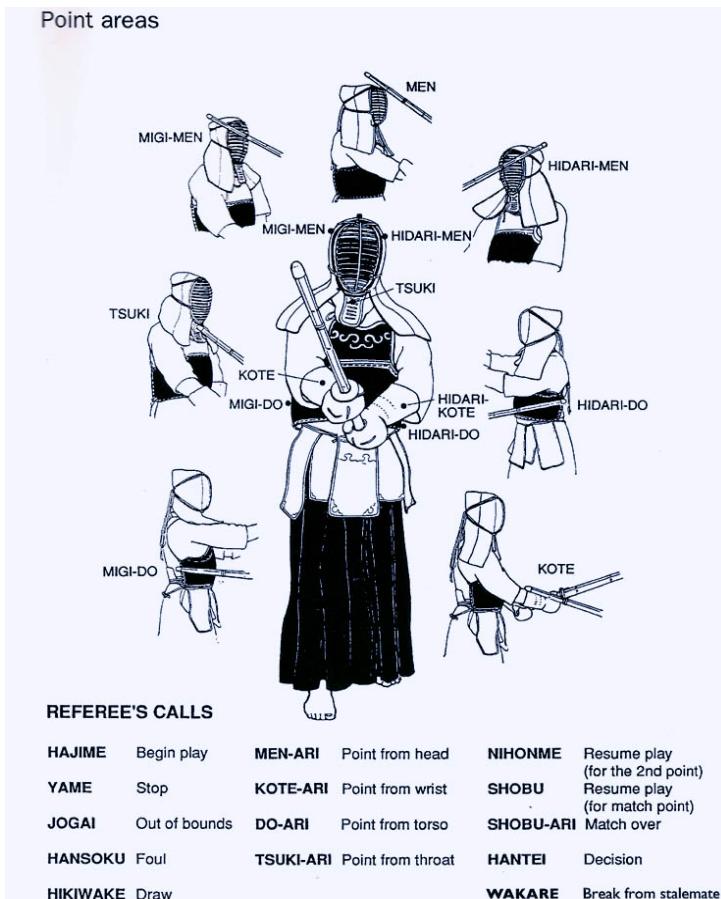 Point areas
MEN
MIGI-MEN
HIDARI-MEN
MIGI-MEN
HIDARI-MEN
TSUKI
TSUKI
KOTE
MIGI-DO
HIDARI-
KOTE
HIDARI-DO
HIDARI-DO
MIGI-DO
KOTE
REFEREE'S CALLS
HAJIME Begin play
YAME Stop
JOGAI Out of bounds
HANSOKU Foul
HIKIWAKE Draw
MEN-ARI Point from head
KOTE-ARI Point from wrist
DO-ARI Point from torso
TSUKI-ARI Point from throat
NIHONME Resume play
(for the 2nd point)
SHOBU Resume play
(for match point)
SHOBU-ARI Match over
HANTEI Decision
WAKARE Break from stalemate